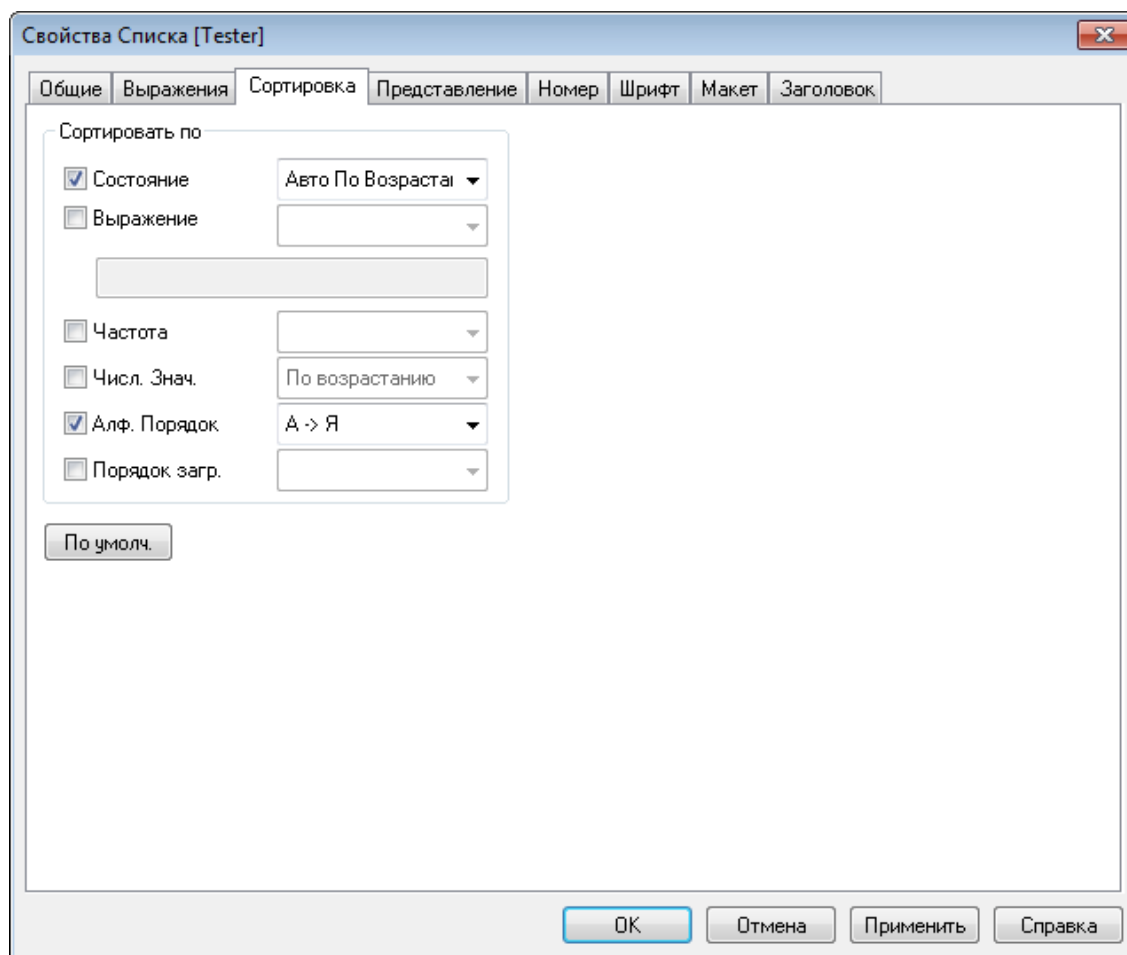 Свойства Списка [Tester]
Общие Выражения Сортировка Представление Номер Шрифт Макет Заголовок
Сортировать по
Состояние Авто По Возраста
Выражение
Частота
Числ. Знач. По возрастанию
Алф. Порядок А -> Я
Порядок загр.
По умолч.
OK Отмена Применить Справка